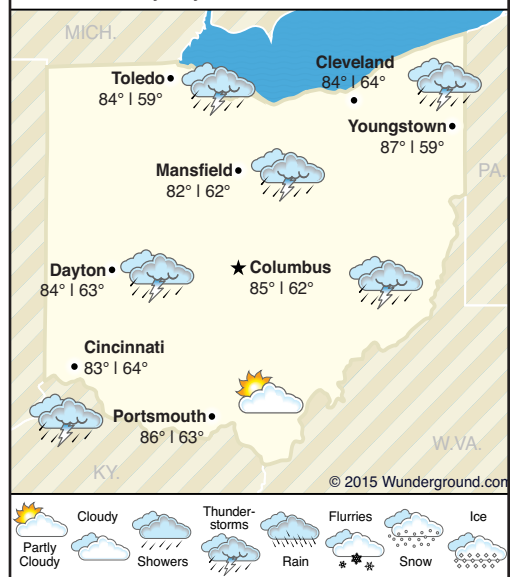 MICH.
Cleveland
84° | 64°
Toledo
84° | 59°
Youngstown
87° | 59°
Mansfield
82° | 62°
PA.
Dayton
84° | 63°
Columbus
85° | 62°
Cincinnati
83° | 64°
Portsmouth
86° | 63°
W.VA.
KY.
© 2015 Wunderground.com
Partly
Cloudy
Cloudy
Showers
Thunder-
storms
Rain
Flurries
Snow
Ice